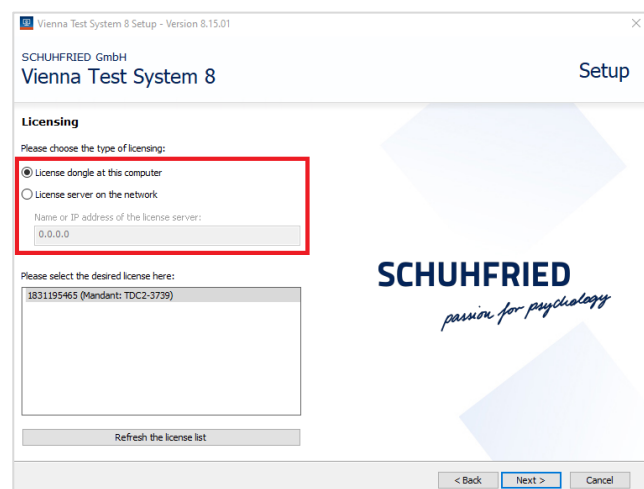 Vienna Test System 8 Setup - Version 8.15.01
SCHUHFRIED GmbH
Vienna Test System 8
Setup
Licensing
Please choose the type of licensing:
License dongle at this computer
License server on the network
Name or IP address of the license server:
0.0.0.0
Please select the desired license here:
1831195465 (Mandant: TDC2-3739)
Refresh the license list
SCHUHFRIED
passion for psychology
< Back
Next >
Cancel